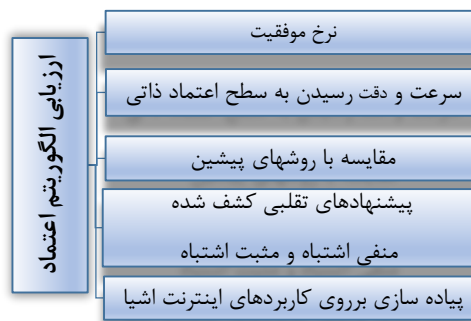 ارزیابی الگوریتم اعتماد
نرخ موفقیت
سرعت و دقت رسیدن به سطح اعتماد ذاتی
مقایسه با روشهای پیشین
پیشنهادهای تقلبی کشف شده
منفی اشتباه و مثبت اشتباه
پیاده سازی برروی کاربردهای اینترنت اشیا